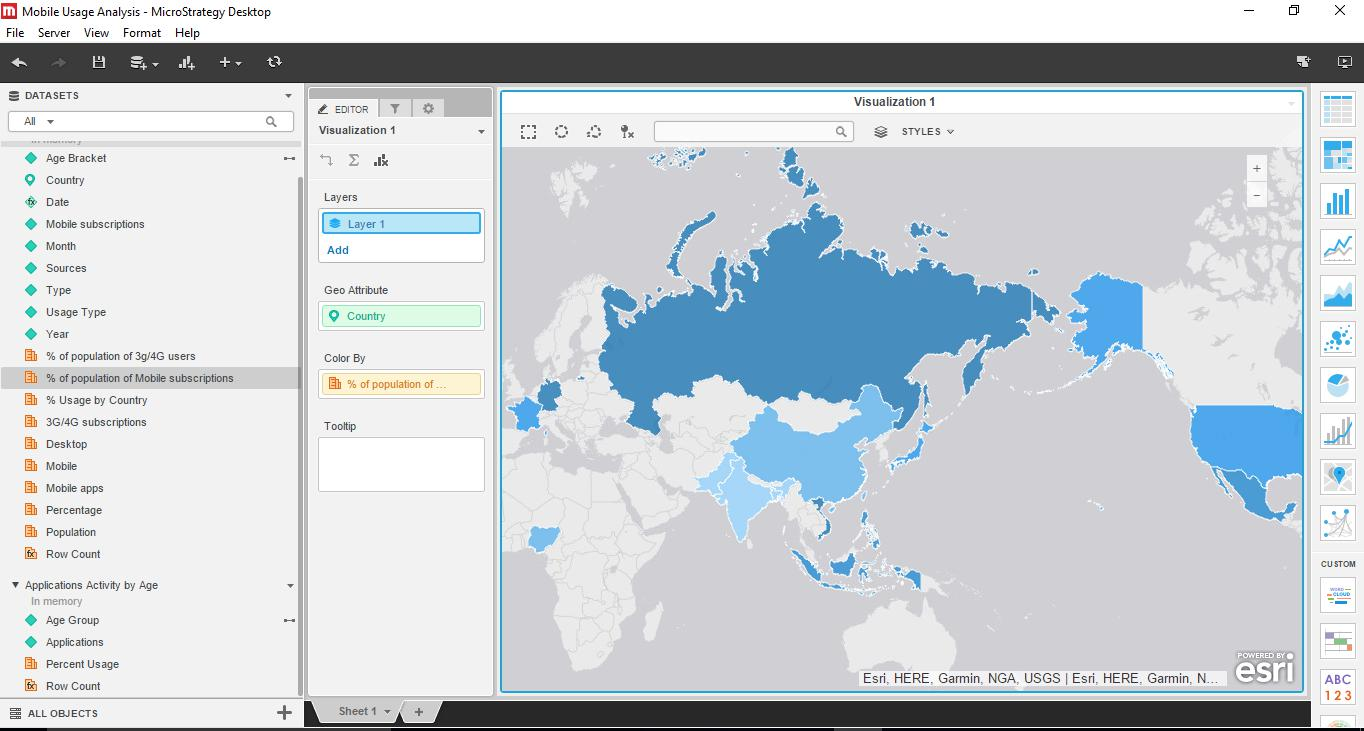 Mobile Usage Analysis - MicroStrategy Desktop
File Server View Format Help
DATASETS
All
In memory
Age Bracket
Country
Date
Mobile subscriptions
Month
Sources
Type
Usage Type
Year
% of population of 3g/4G users
% of population of Mobile subscriptions
% Usage by Country
3G/4G subscriptions
Desktop
Mobile
Mobile apps
Percentage
Population
Row Count
Applications Activity by Age
In memory
Age Group
Applications
Percent Usage
Row Count
ALL OBJECTS
EDITOR
Visualization 1
Layers
Layer 1
Add
Geo Attribute
Country
Color By
% of population of ...
Tooltip
Visualization 1
STYLES
+
−
POWERED BY
esri
Esri, HERE, Garmin, NGA, USGS | Esri, HERE, Garmin, N...
Sheet 1
CUSTOM
WORD
CLOUD
ABC
123